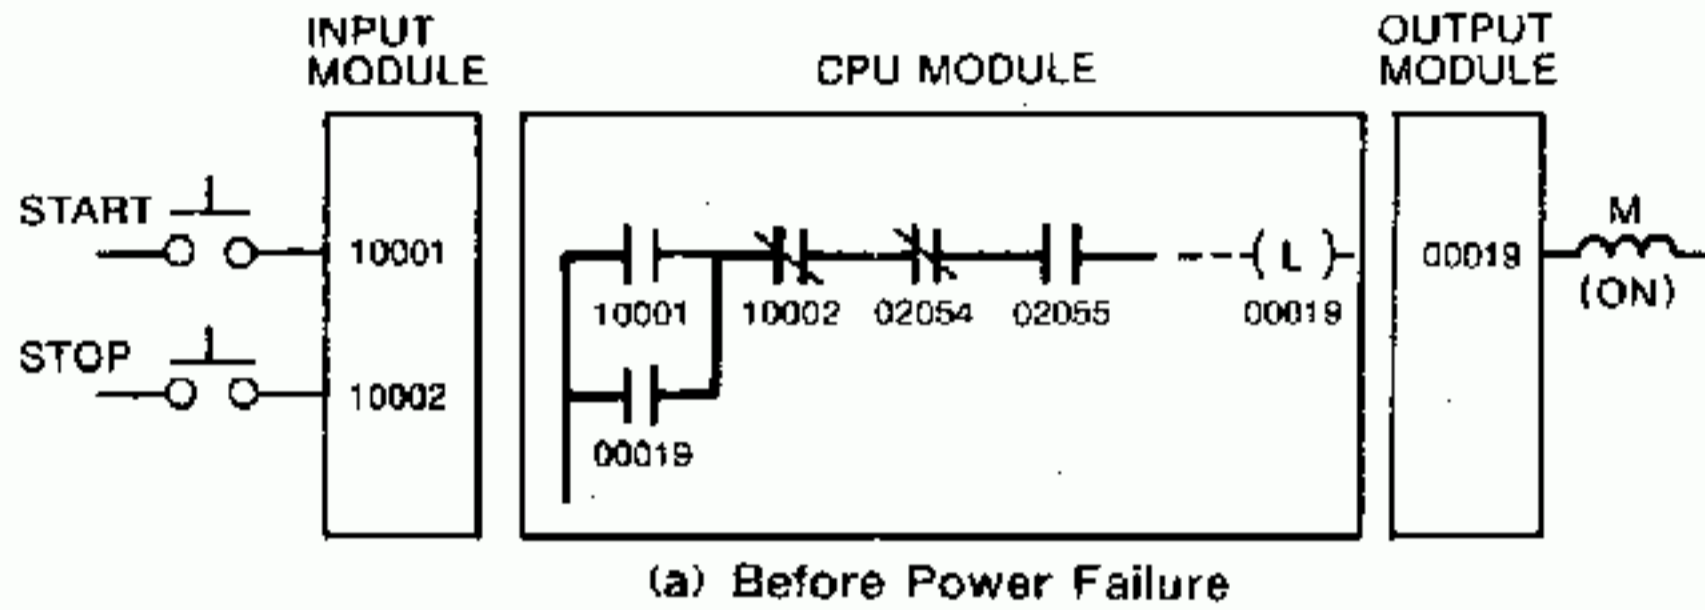 INPUT
MODULE
CPU MODULE
OUTPUT
MODULE
START
10001
10001
10002
02054
02055
L
00019
00019
M
(ON)
STOP
10002
00019
(a) Before Power Failure